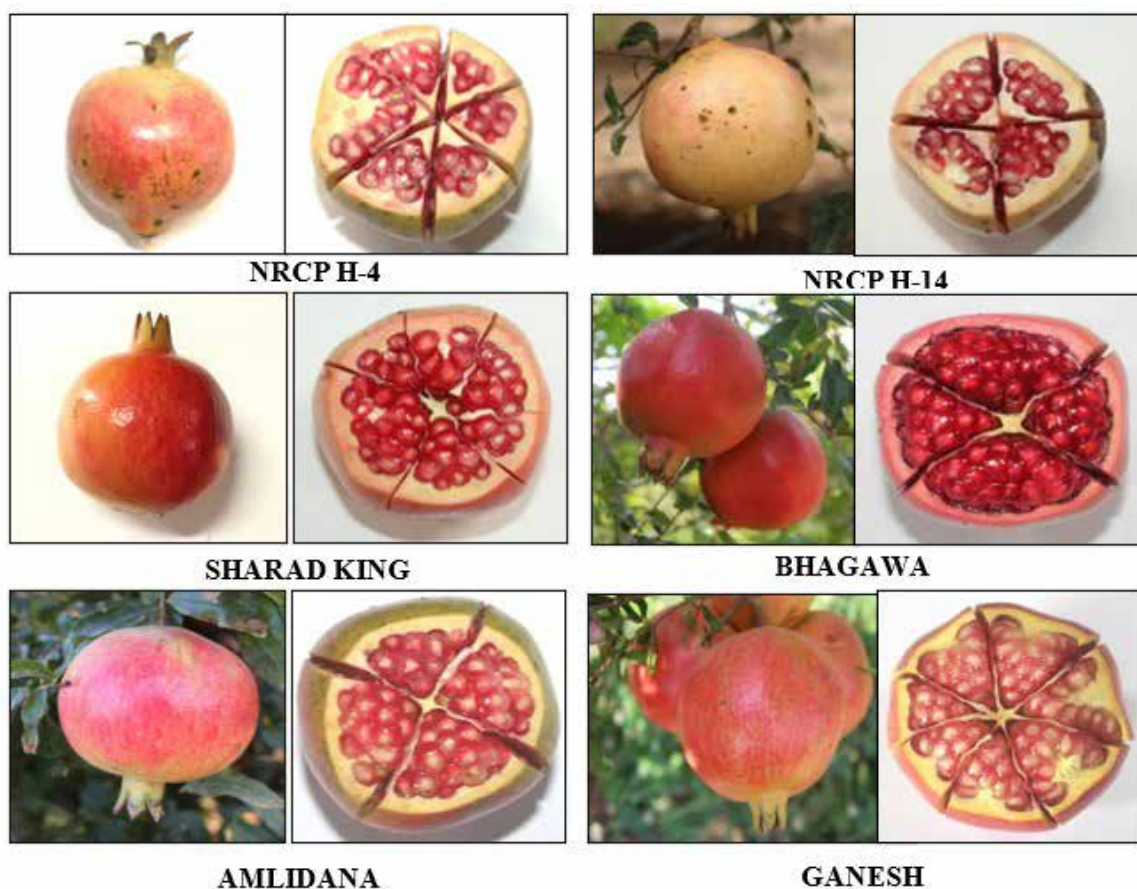 NRCP H-4
NRCP H-14
SHARAD KING
BHAGAWA
AMLIDANA
GANESH